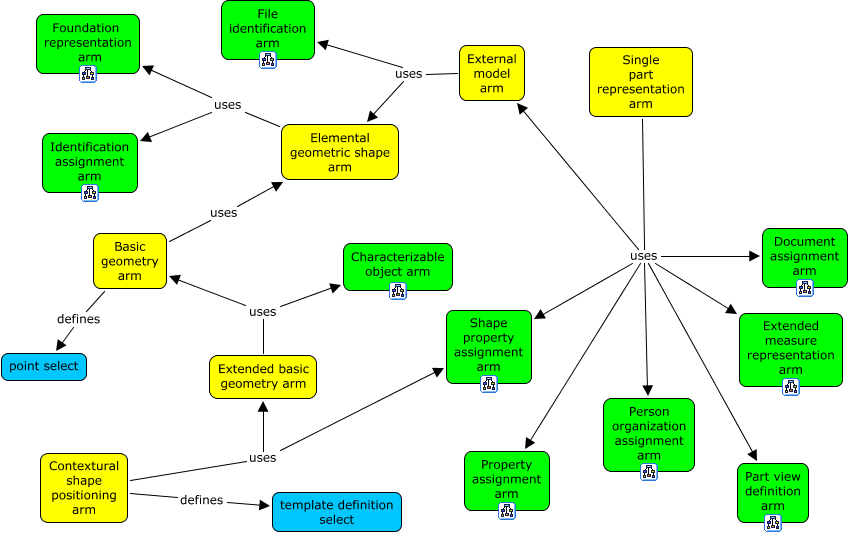 File
identification
arm
Foundation
representation
arm
External
model
arm
Single
part
representation
arm
uses
uses
Elemental
geometric shape
arm
Identification
assignment
arm
uses
Basic
geometry
arm
Characterizable
object arm
uses
Document
assignment
arm
uses
defines
Shape
property
assignment
arm
Extended
measure
representation
arm
point select
Extended basic
geometry arm
Person
organization
assignment
arm
uses
Contextural
shape
positioning
arm
Property
assignment
arm
Part view
definition
arm
defines
template definition
select